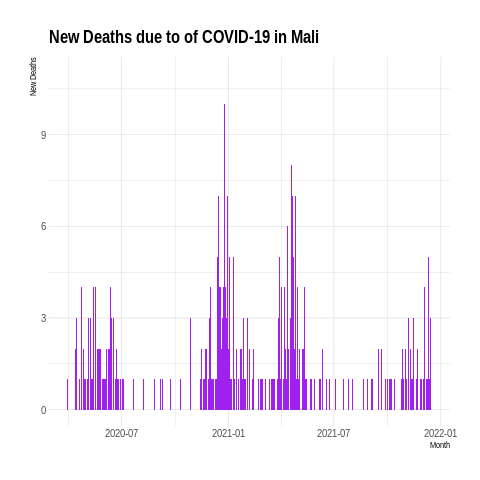 New Deaths due to of COVID-19 in Mali
New Deaths
9
6
3
0
2020-07
2021-01
2021-07
2022-01
Month